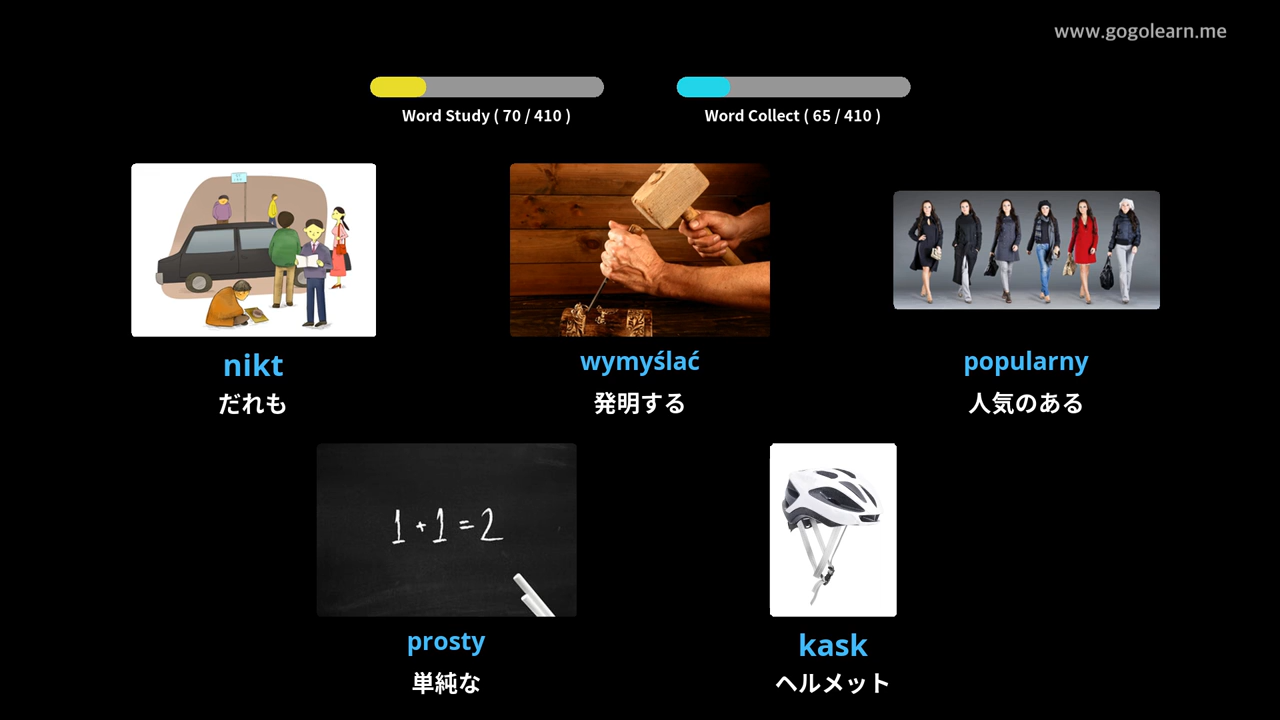 www.gogolearn.me
Word Study ( 70 / 410 )
Word Collect ( 65 / 410 )
nikt
だれも
wymyślać
発明する
popularny
人気のある
1 + 1 = 2
prosty
単純な
kask
ヘルメット